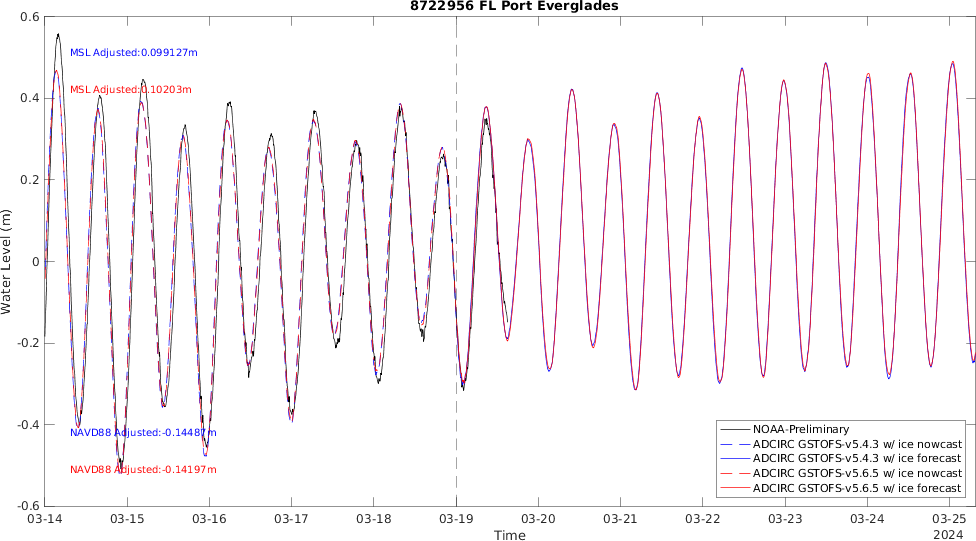 8722956 FL Port Everglades
0.6
MSL Adjusted:0.099127m
MSL Adjusted:0.10203m
0.4
0.2
Water Level (m)
0
-0.2
-0.4
NAVD88 Adjusted:-0.14487m
NAVD88 Adjusted:-0.14197m
-0.6
NOAA-Preliminary
ADCIRC GSTOFS-v5.4.3 w/ ice nowcast
ADCIRC GSTOFS-v5.4.3 w/ ice forecast
ADCIRC GSTOFS-v5.6.5 w/ ice nowcast
ADCIRC GSTOFS-v5.6.5 w/ ice forecast
03-14 03-15 03-16 03-17 03-18 03-19 03-20 03-21 03-22 03-23 03-24 03-25
Time
2024